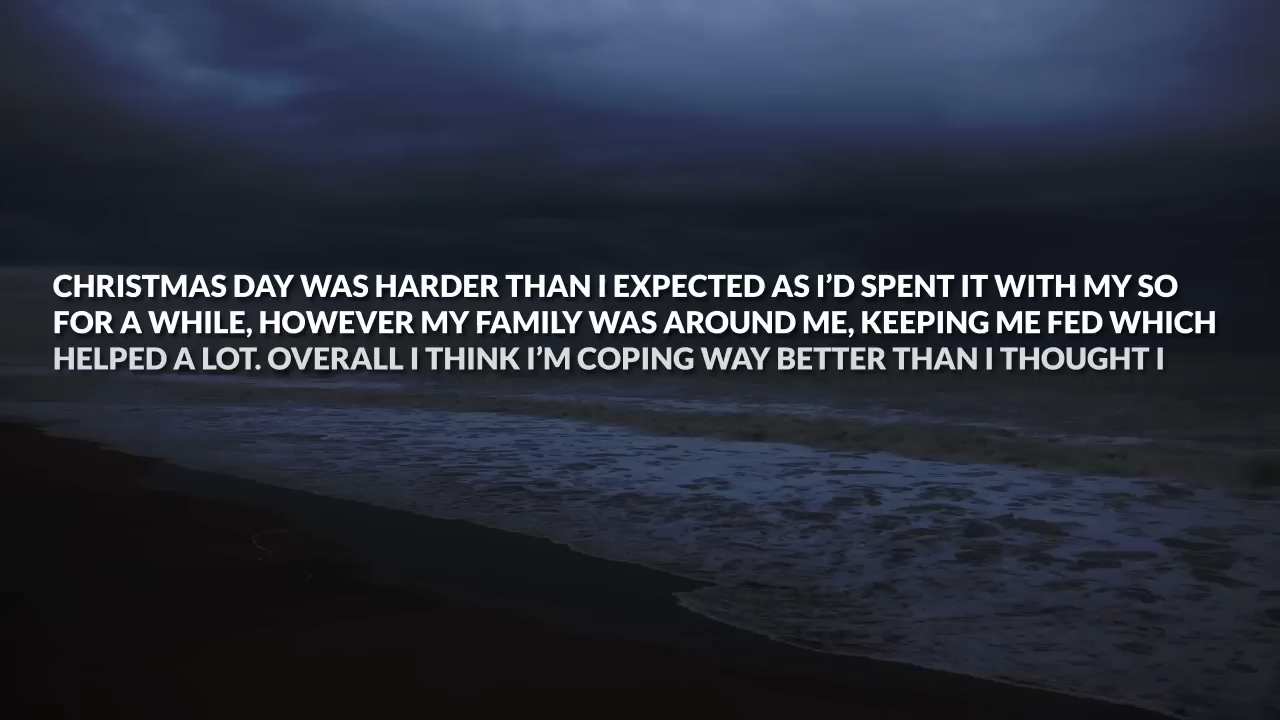 CHRISTMAS DAY WAS HARDER THAN I EXPECTED AS I’D SPENT IT WITH MY SO
FOR A WHILE, HOWEVER MY FAMILY WAS AROUND ME, KEEPING ME FED WHICH
HELPED A LOT. OVERALL I THINK I’M COPING WAY BETTER THAN I THOUGHT I